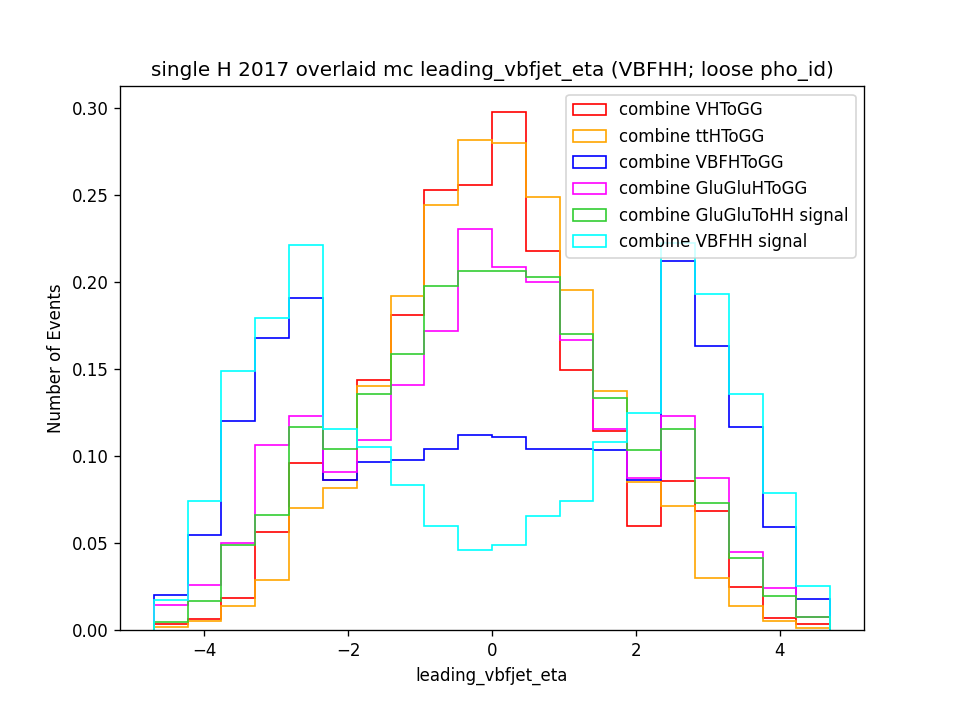 single H 2017 overlaid mc leading_vbfjet_eta (VBFHH; loose pho_id)
combine VHToGG
combine ttHToGG
combine VBFHToGG
combine GluGluHToGG
combine GluGluToHH signal
combine VBFHH signal
Number of Events
0.30
0.25
0.20
0.15
0.10
0.05
0.00
−4
−2
0
2
4
leading_vbfjet_eta